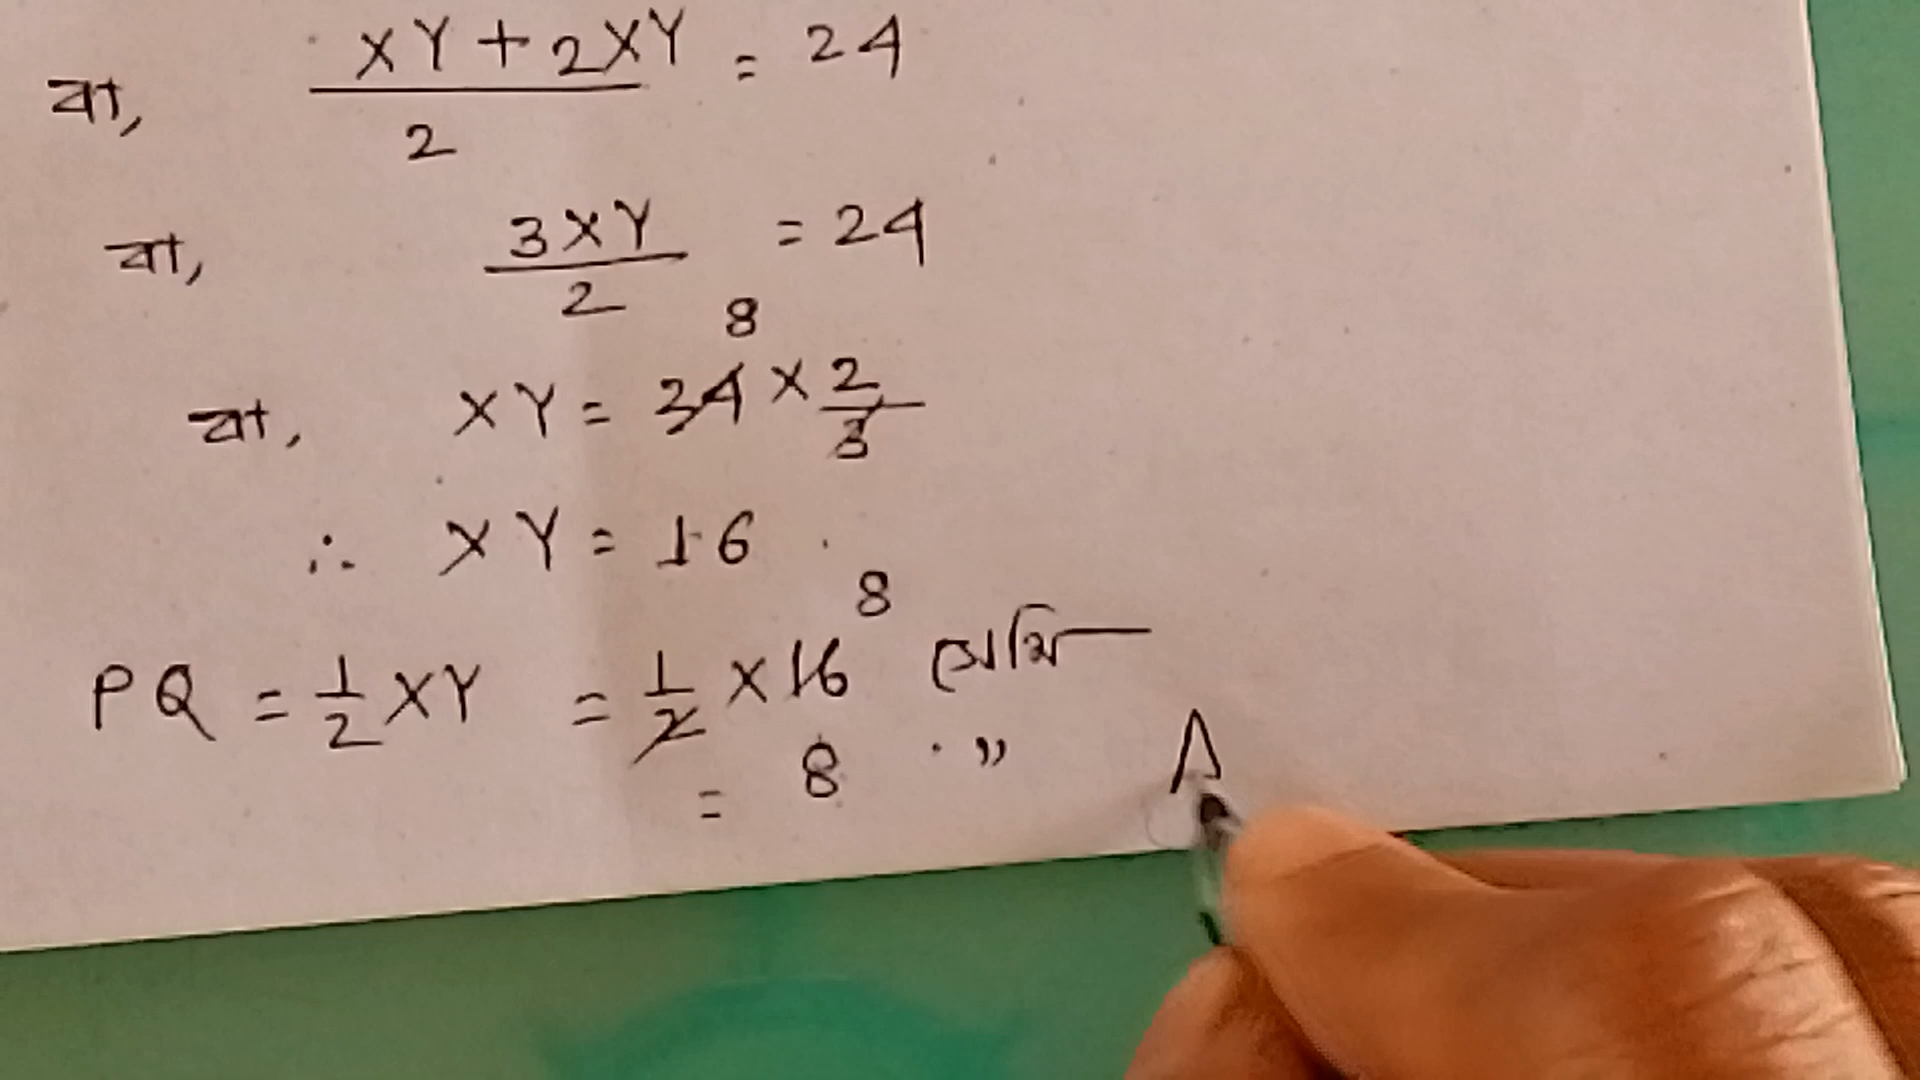 বা, XY + 2XY / 2 = 24
বা, 3XY / 2 = 24
8
বা, XY = 24 × 2/3
∴ XY = 16
8
PQ = 1/2 XY = 1/2 × 16 সেমি
= 8 " A